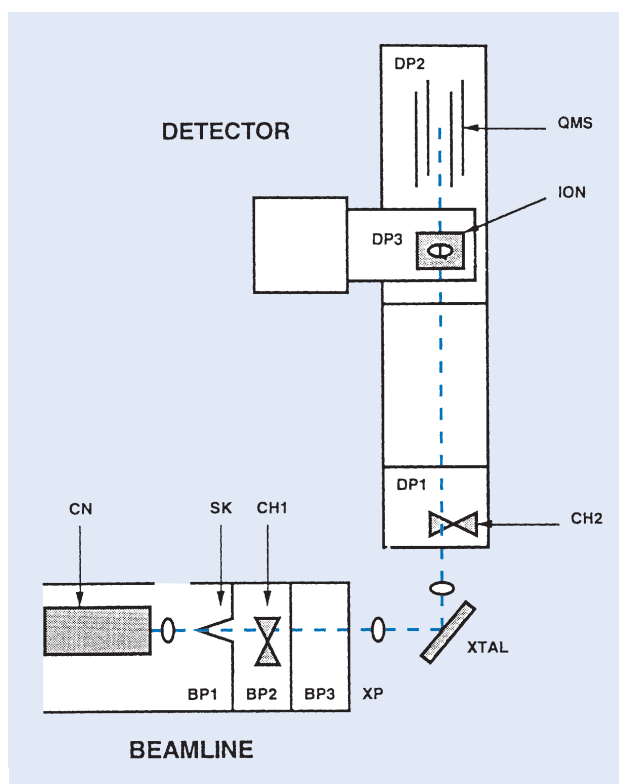 DP2
DETECTOR
QMS
ION
DP3
DP1
CN
SK
CH1
CH2
XTAL
BP1
BP2
BP3
XP
BEAMLINE